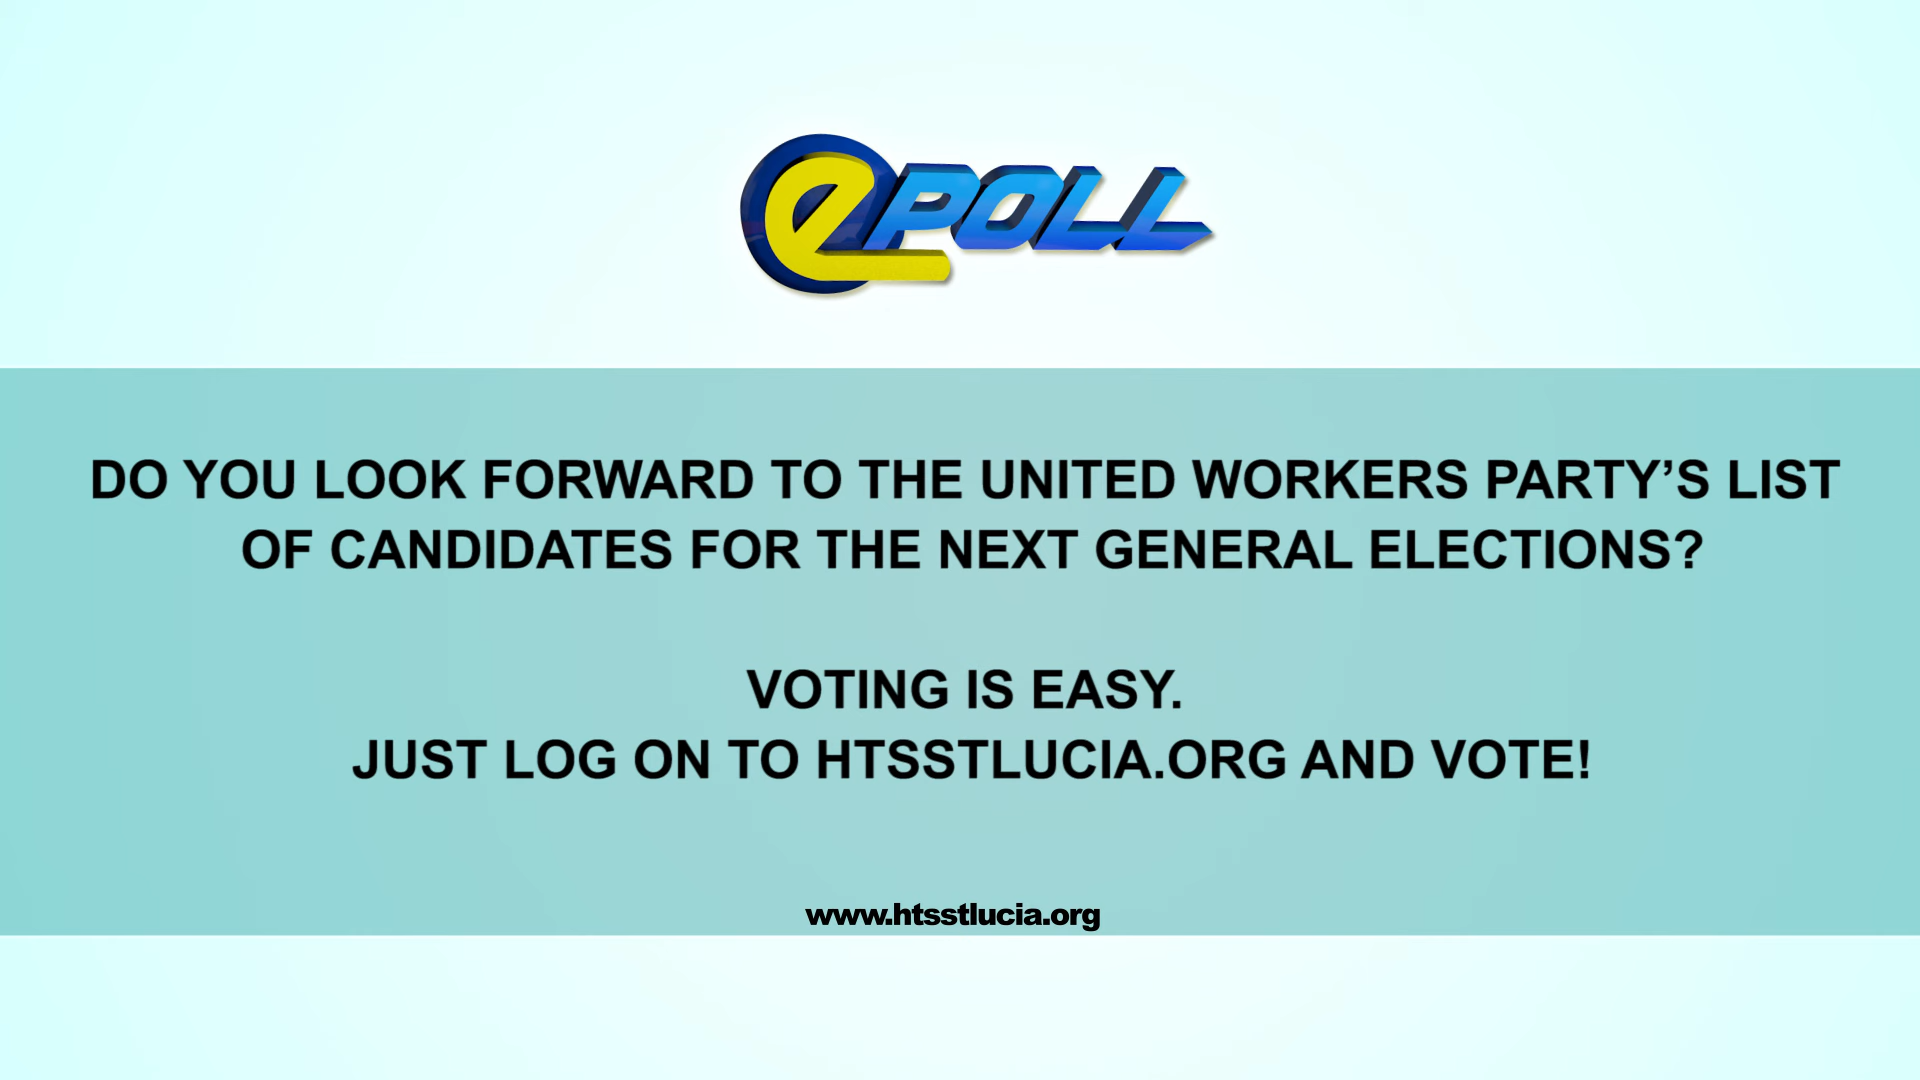 ePOLL
DO YOU LOOK FORWARD TO THE UNITED WORKERS PARTY’S LIST
OF CANDIDATES FOR THE NEXT GENERAL ELECTIONS?
VOTING IS EASY.
JUST LOG ON TO HTSSTLUCIA.ORG AND VOTE!
www.htsstlucia.org